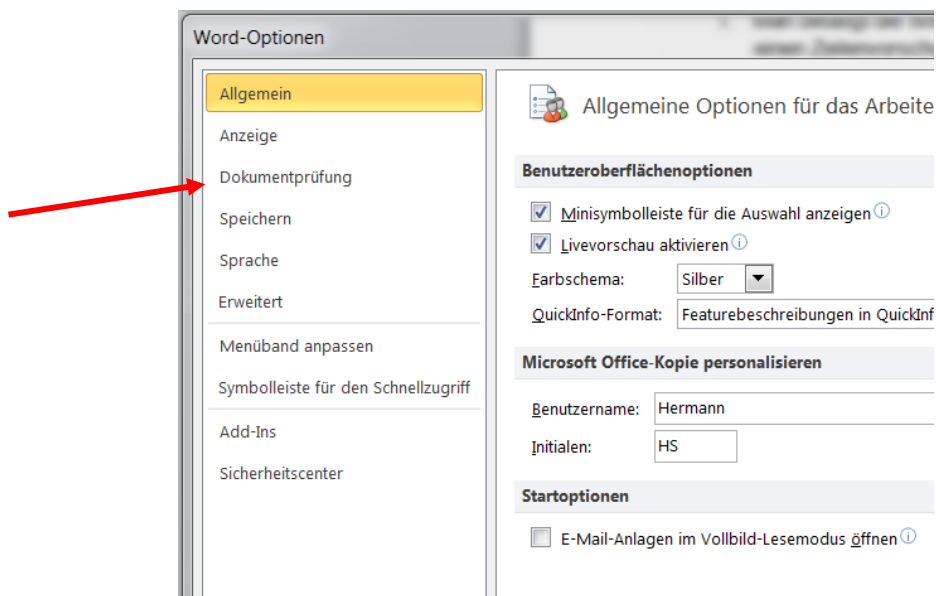 Word-Optionen
Allgemein
Anzeige
Dokumentprüfung
Speichern
Sprache
Erweitert
Menüband anpassen
Symbolleiste für den Schnellzugriff
Add-Ins
Sicherheitscenter
Allgemeine Optionen für das Arbeite
Benutzeroberflächenoptionen
Minisymbolleiste für die Auswahl anzeigen
Livevorschau aktivieren
Farbschema: Silber
QuickInfo-Format: Featurebeschreibungen in QuickInf
Microsoft Office-Kopie personalisieren
Benutzername: Hermann
Initialen: HS
Startoptionen
E-Mail-Anlagen im Vollbild-Lesemodus öffnen